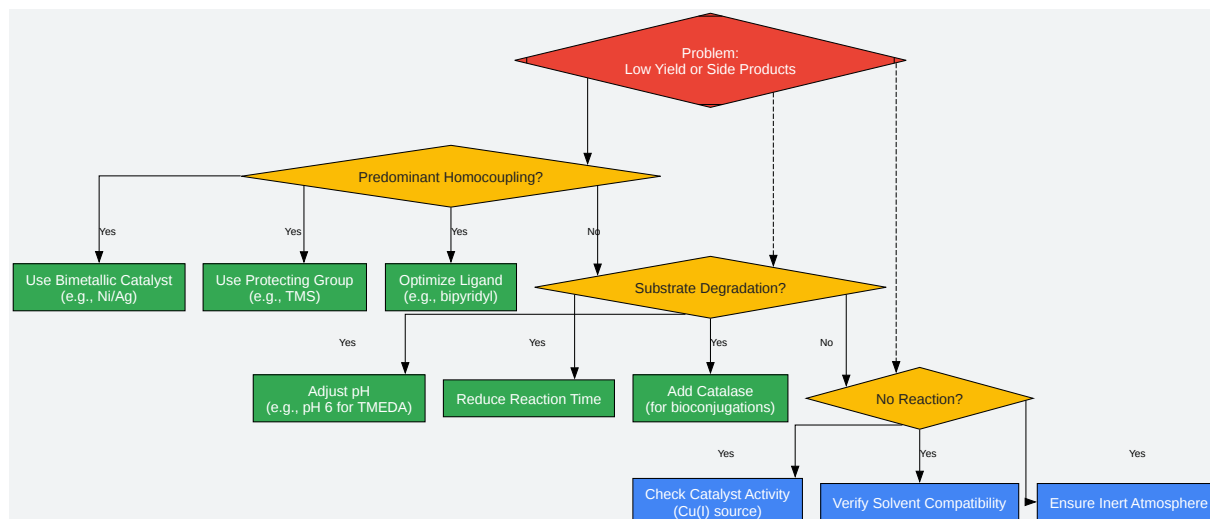 Problem:
Low Yield or Side Products
Predominant Homocoupling?
Yes
Yes
Yes
No
Use Bimetallic Catalyst
(e.g., Ni/Ag)
Use Protecting Group
(e.g., TMS)
Optimize Ligand
(e.g., bipyridyl)
Substrate Degradation?
Yes
Yes
Yes
No
Adjust pH
(e.g., pH 6 for TMEDA)
Reduce Reaction Time
Add Catalase
(for bioconjugations)
No Reaction?
Yes
Yes
Yes
Check Catalyst Activity
(Cu(I) source)
Verify Solvent Compatibility
Ensure Inert Atmosphere